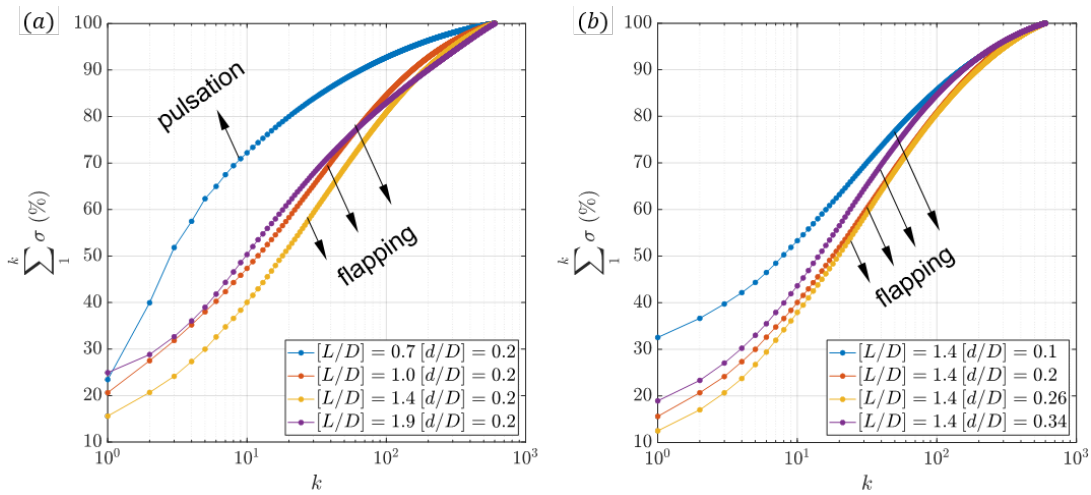 (a)
100
90
80
70
60
50
40
30
20
10
10^0
10^1
10^2
10^3
k
\sum_1^k σ (%)
pulsation
flapping
[L/D] = 0.7 [d/D] = 0.2
[L/D] = 1.0 [d/D] = 0.2
[L/D] = 1.4 [d/D] = 0.2
[L/D] = 1.9 [d/D] = 0.2
(b)
100
90
80
70
60
50
40
30
20
10
10^0
10^1
10^2
10^3
k
\sum_1^k σ (%)
flapping
[L/D] = 1.4 [d/D] = 0.1
[L/D] = 1.4 [d/D] = 0.2
[L/D] = 1.4 [d/D] = 0.26
[L/D] = 1.4 [d/D] = 0.34